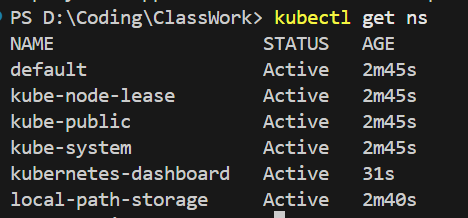 PS D:\Coding\ClassWork> kubectl get ns
NAME STATUS AGE
default Active 2m45s
kube-node-lease Active 2m45s
kube-public Active 2m45s
kube-system Active 2m45s
kubernetes-dashboard Active 31s
local-path-storage Active 2m40s